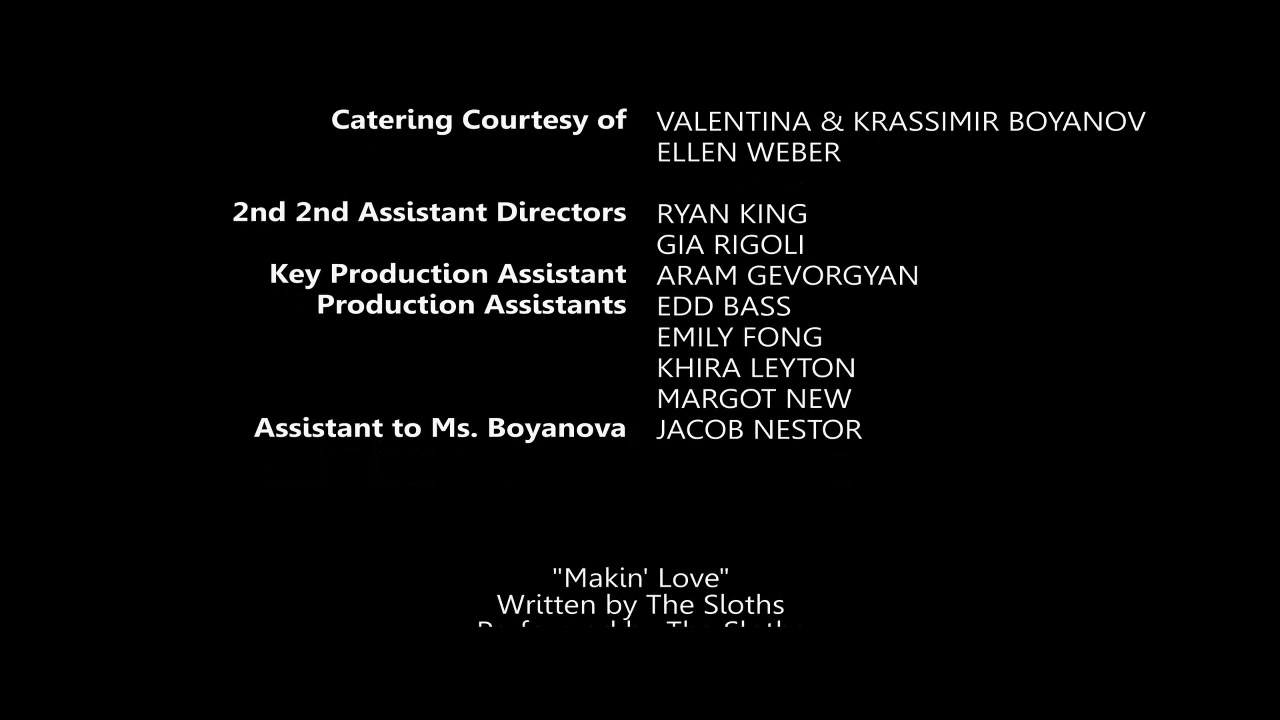 Catering Courtesy of VALENTINA & KRASSIMIR BOYANOV
ELLEN WEBER
2nd 2nd Assistant Directors RYAN KING
GIA RIGOLI
Key Production Assistant ARAM GEVORGYAN
Production Assistants EDD BASS
EMILY FONG
KHIRA LEYTON
MARGOT NEW
Assistant to Ms. Boyanova JACOB NESTOR
"Makin' Love"
Written by The Sloths